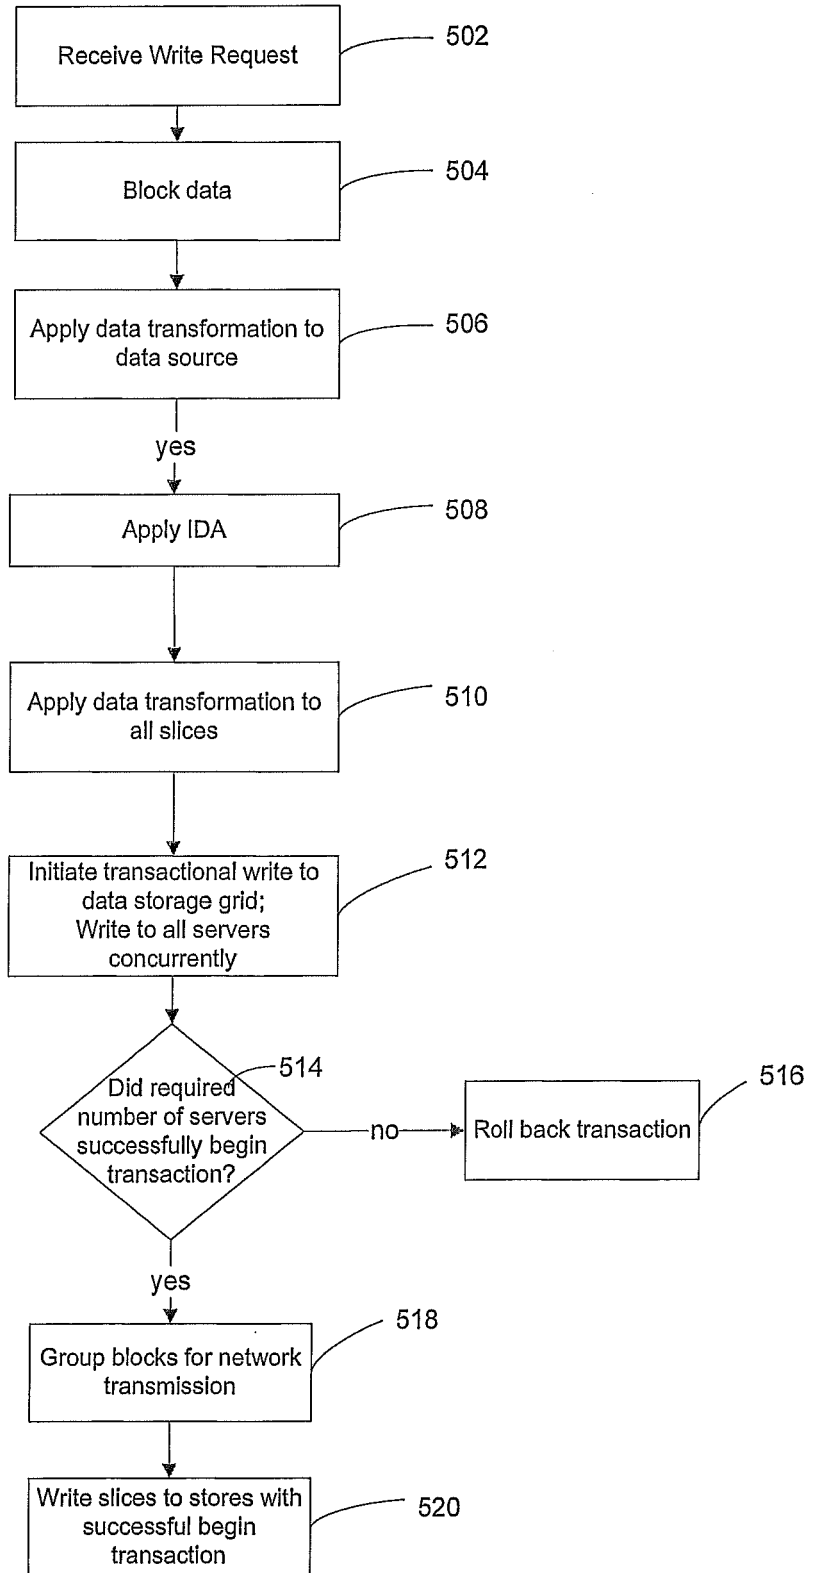 Receive Write Request
502
Block data
504
Apply data transformation to
data source
506
yes
Apply IDA
508
Apply data transformation to
all slices
510
Initiate transactional write to
data storage grid;
Write to all servers
concurrently
512
514
Did required
number of servers
successfully begin
transaction?
no
Roll back transaction
516
yes
Group blocks for network
transmission
518
Write slices to stores with
successful begin
transaction
520